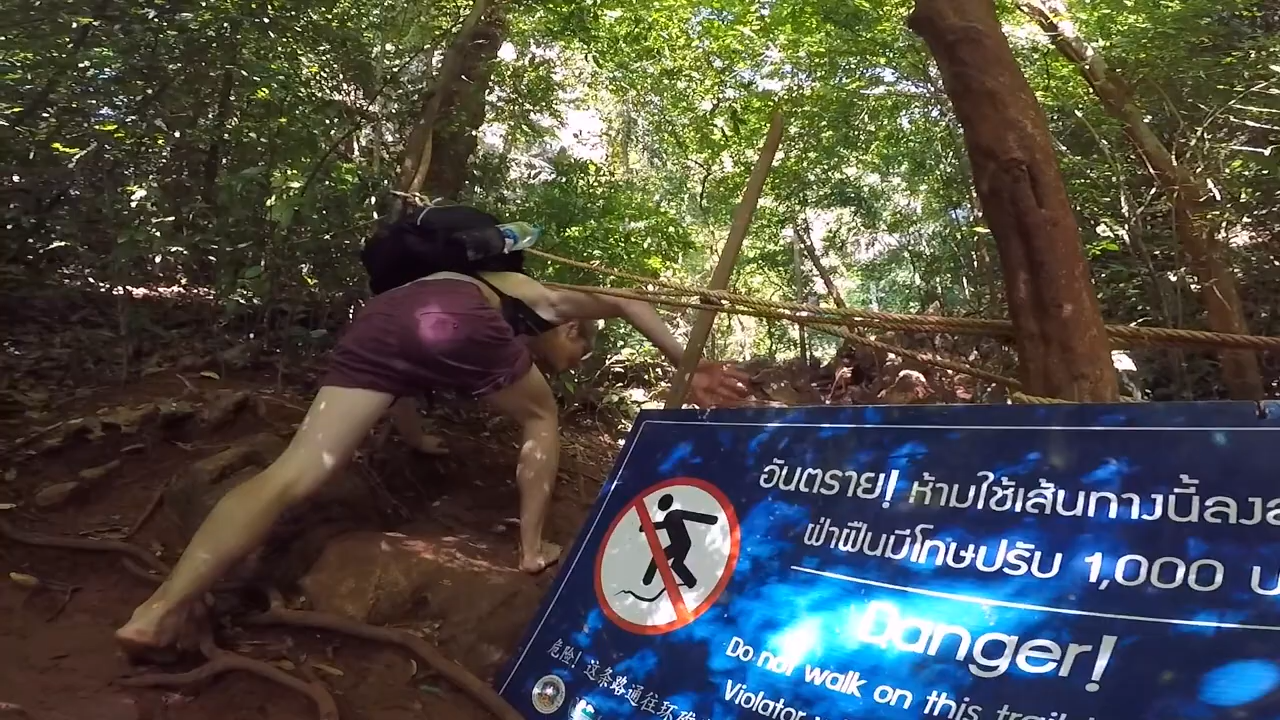 อันตราย! ห้ามใช้เส้นทางนี้ลง
ฝ่าฝืนมีโทษปรับ 1,000
Danger!
Do not walk on this trail
危险! 这条路通往环
Violator